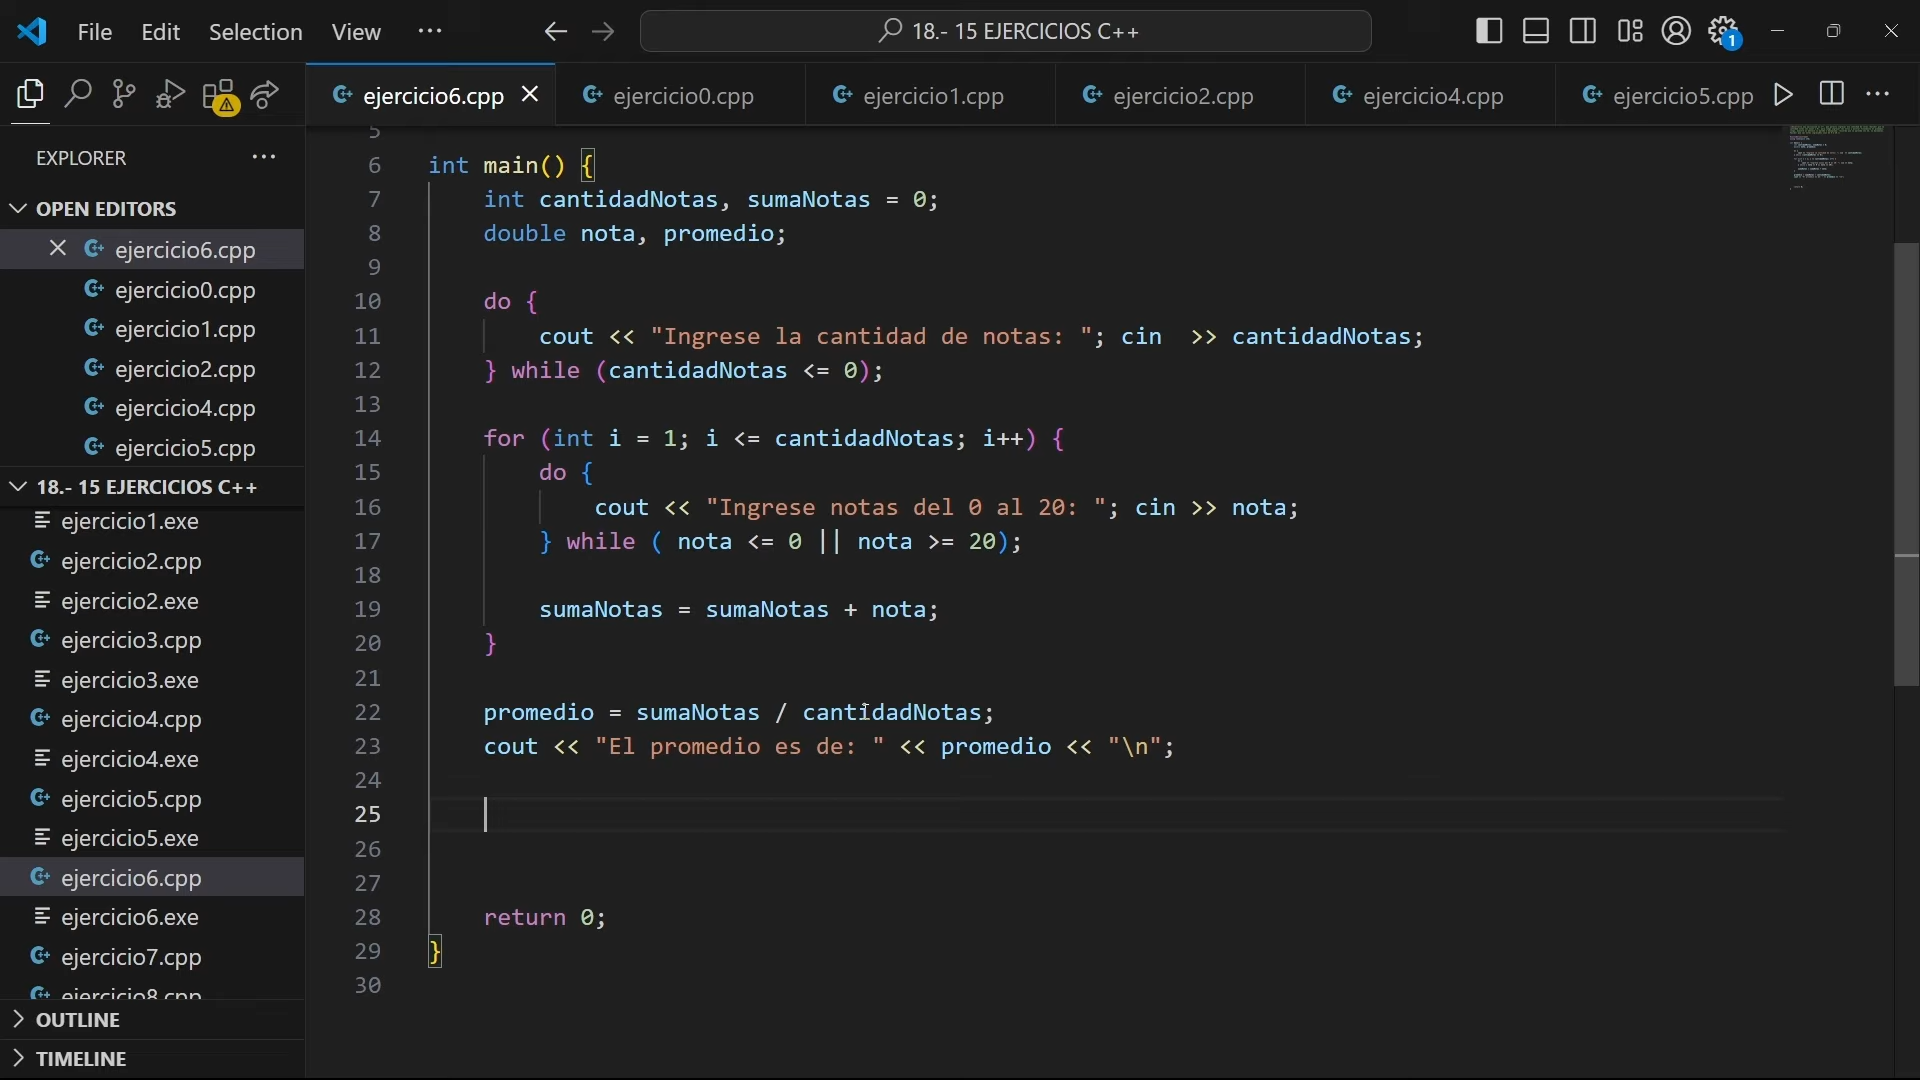 File Edit Selection View ··· 18.- 15 EJERCICIOS C++ 1
ejercicio6.cpp ejercicio0.cpp ejercicio1.cpp ejercicio2.cpp ejercicio4.cpp ejercicio5.cpp
EXPLORER
OPEN EDITORS
ejercicio6.cpp
ejercicio0.cpp
ejercicio1.cpp
ejercicio2.cpp
ejercicio4.cpp
ejercicio5.cpp
18.- 15 EJERCICIOS C++
ejercicio1.exe
ejercicio2.cpp
ejercicio2.exe
ejercicio3.cpp
ejercicio3.exe
ejercicio4.cpp
ejercicio4.exe
ejercicio5.cpp
ejercicio5.exe
ejercicio6.cpp
ejercicio6.exe
ejercicio7.cpp
ejercicio8.cpp
OUTLINE
TIMELINE
5
6 int main() {
7 int cantidadNotas, sumaNotas = 0;
8 double nota, promedio;
9
10 do {
11 cout << "Ingrese la cantidad de notas: "; cin  >> cantidadNotas;
12 } while (cantidadNotas <= 0);
13
14 for (int i = 1; i <= cantidadNotas; i++) {
15 do {
16 cout << "Ingrese notas del 0 al 20: "; cin >> nota;
17 } while ( nota <= 0 || nota >= 20);
18
19 sumaNotas = sumaNotas + nota;
20 }
21
22 promedio = sumaNotas / cantidadNotas;
23 cout << "El promedio es de: " << promedio << "\n";
24
25
26
27
28 return 0;
29 }
30